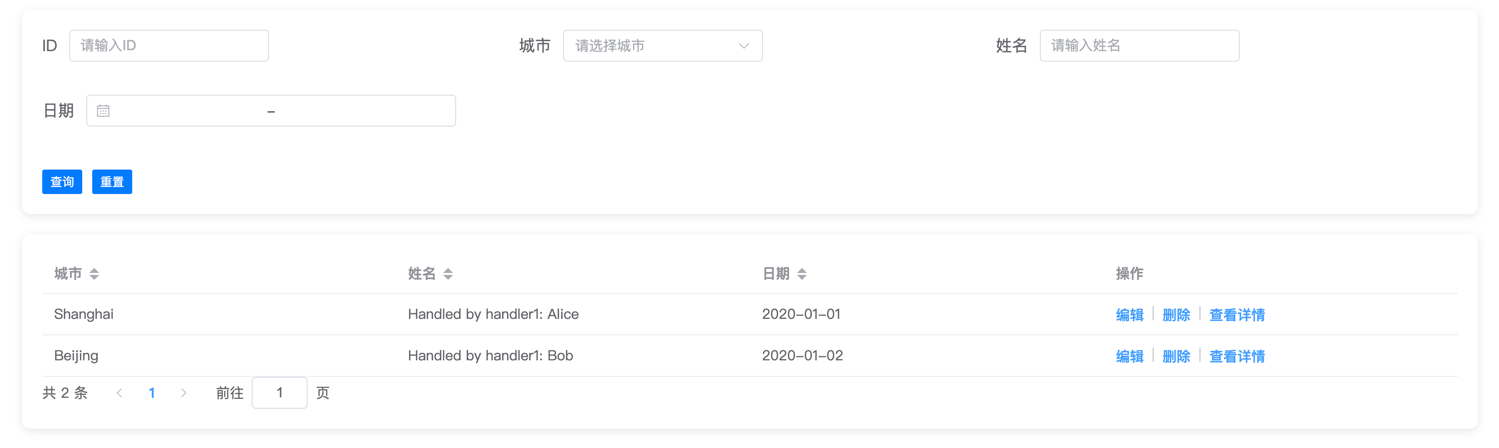 ID 请输入ID 城市 请选择城市 姓名 请输入姓名
日期 –
查询 重置
城市 姓名 日期 操作
Shanghai Handled by handler1: Alice 2020-01-01 编辑 删除 查看详情
Beijing Handled by handler1: Bob 2020-01-02 编辑 删除 查看详情
共 2 条 1 前往 1 页